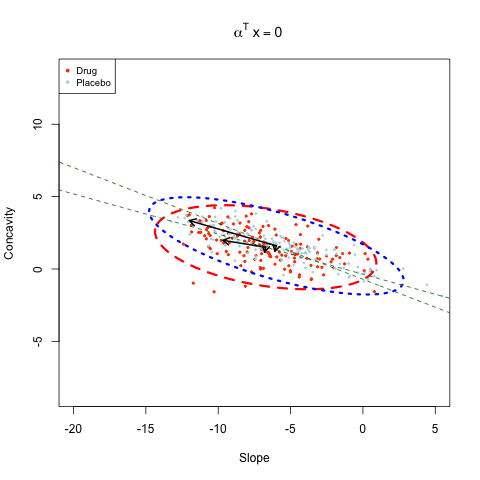 α^T x = 0
Drug
Placebo
10
5
0
-5
Concavity
-20 -15 -10 -5 0 5
Slope